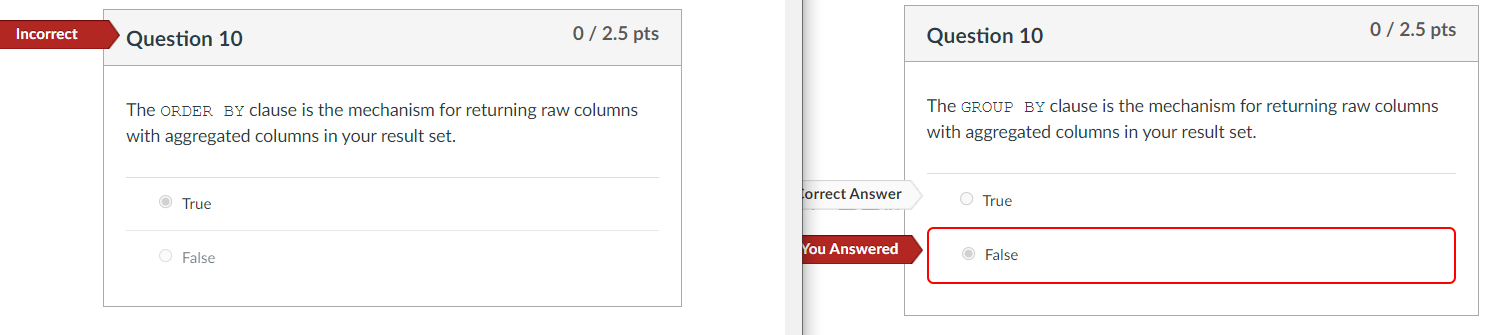 Incorrect
Question 10
0 / 2.5 pts
The ORDER BY clause is the mechanism for returning raw columns
with aggregated columns in your result set.
True
False
Question 10
0 / 2.5 pts
The GROUP BY clause is the mechanism for returning raw columns
with aggregated columns in your result set.
orrect Answer
True
You Answered
False